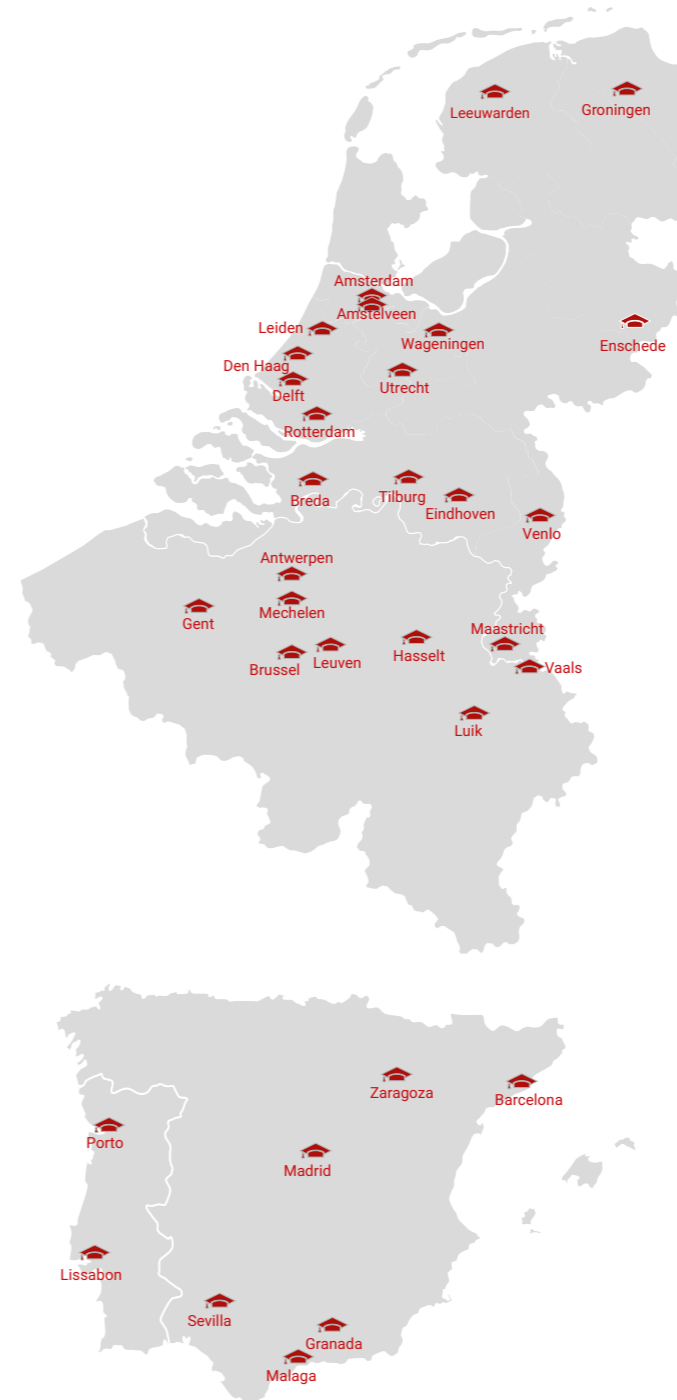 Leeuwarden
Groningen
Amsterdam
Amstelveen
Leiden
Wageningen
Enschede
Den Haag
Utrecht
Delft
Rotterdam
Breda
Tilburg
Eindhoven
Venlo
Antwerpen
Mechelen
Gent
Maastricht
Brussel
Leuven
Hasselt
Vaals
Luik
Zaragoza
Barcelona
Porto
Madrid
Lissabon
Sevilla
Granada
Malaga